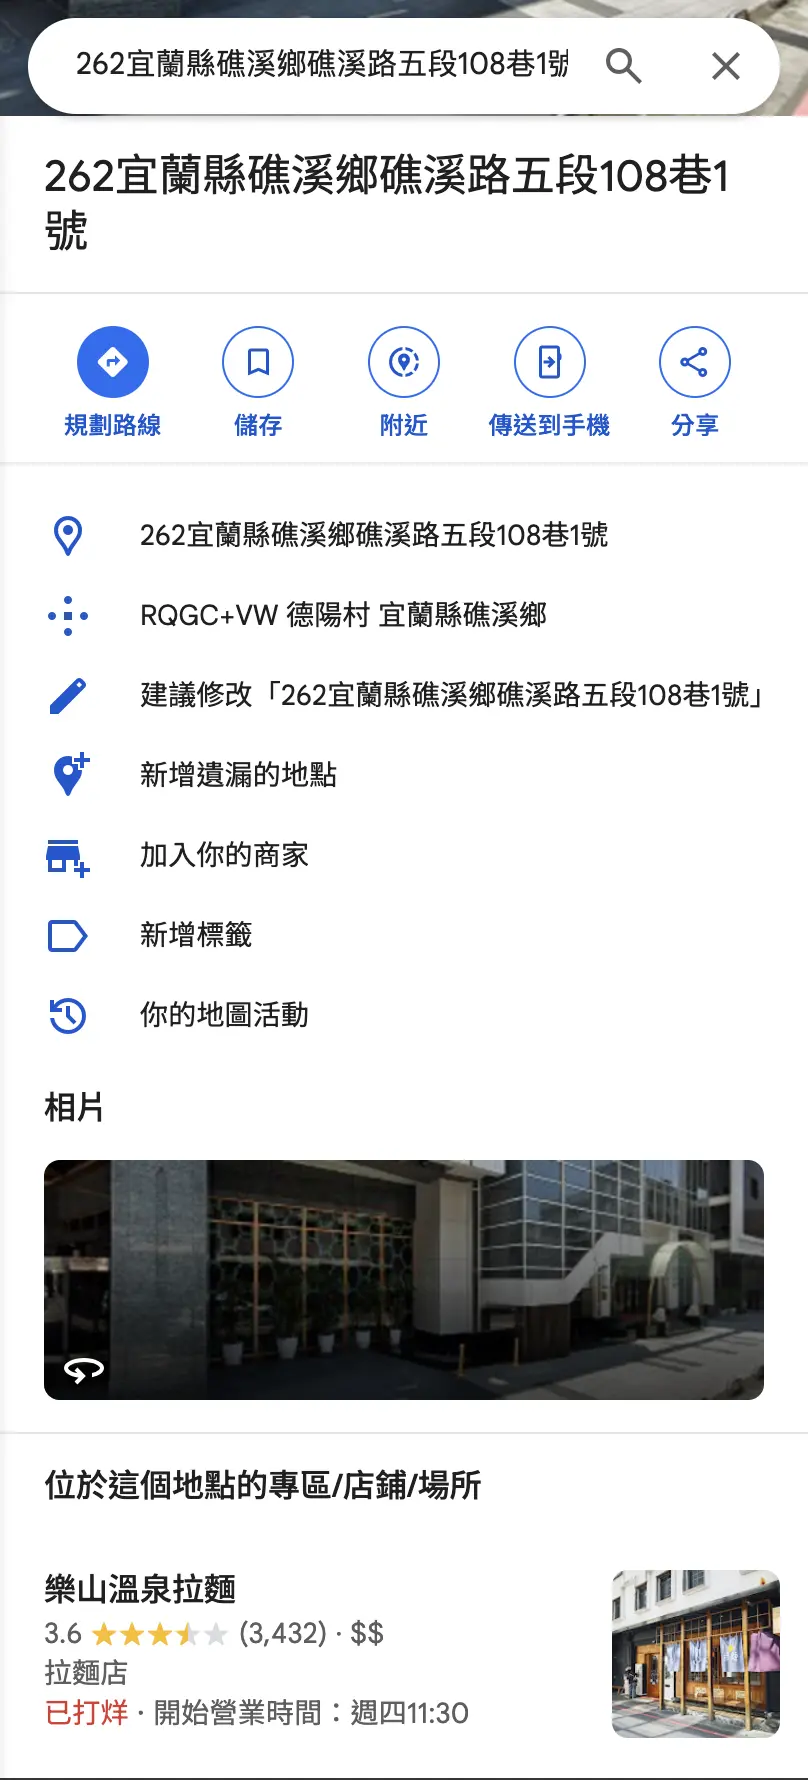 262宜蘭縣礁溪鄉礁溪路五段108巷1號
262宜蘭縣礁溪鄉礁溪路五段108巷1
號
規劃路線
儲存
附近
傳送到手機
分享
262宜蘭縣礁溪鄉礁溪路五段108巷1號
RQGC+VW 德陽村 宜蘭縣礁溪鄉
建議修改「262宜蘭縣礁溪鄉礁溪路五段108巷1號」
新增遺漏的地點
加入你的商家
新增標籤
你的地圖活動
相片
位於這個地點的專區/店鋪/場所
樂山溫泉拉麵
3.6 (3,432) · $$
拉麵店
已打烊 · 開始營業時間：週四11:30